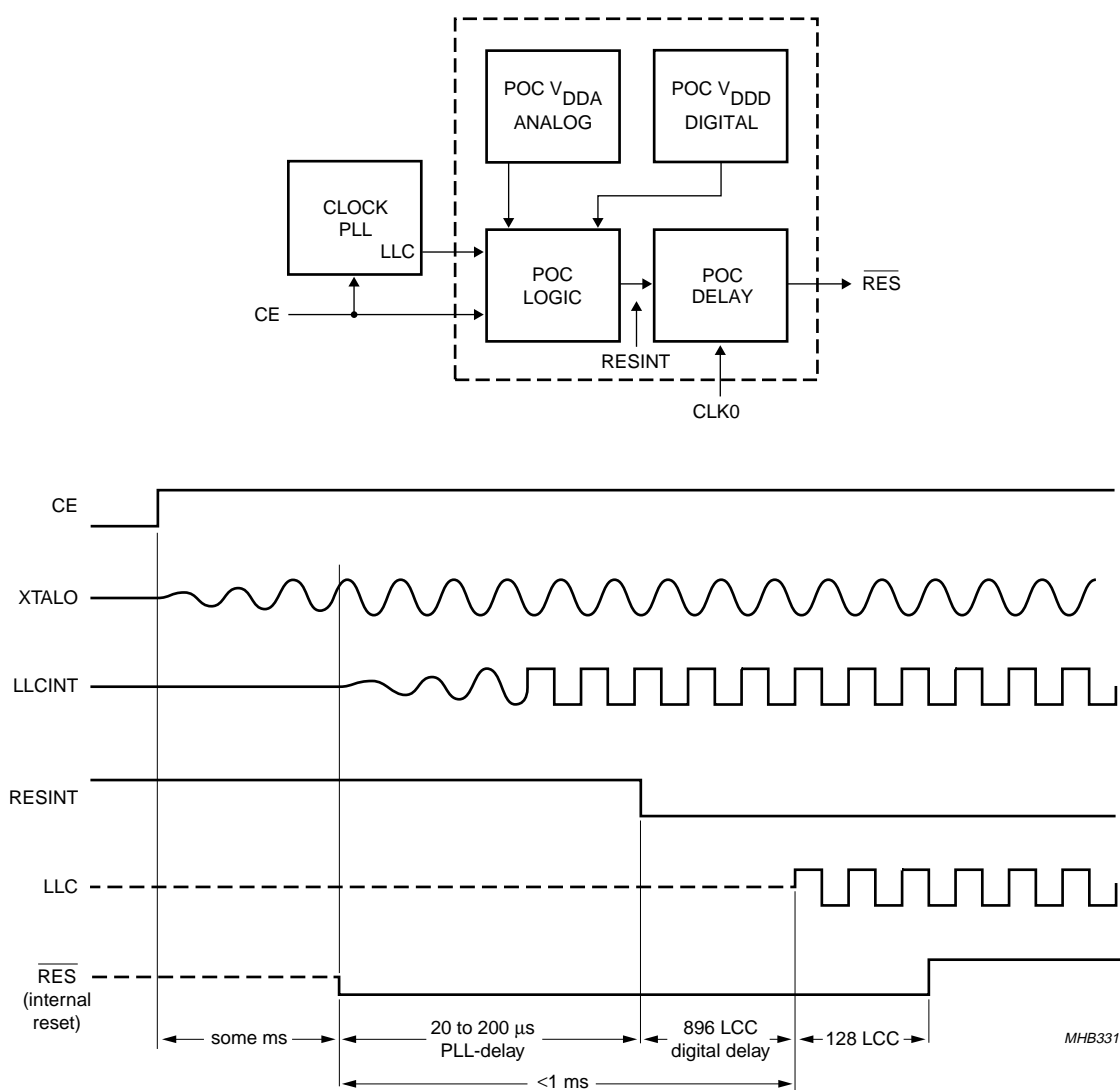 POC VDDA
ANALOG
POC VDDD
DIGITAL
CLOCK
PLL
LLC
POC
LOGIC
POC
DELAY
RES
CE
RESINT
CLK0
CE
XTALO
LLCINT
RESINT
LLC
RES
(internal
reset)
some ms
20 to 200 μs
PLL-delay
896 LCC
digital delay
128 LCC
<1 ms
MHB331